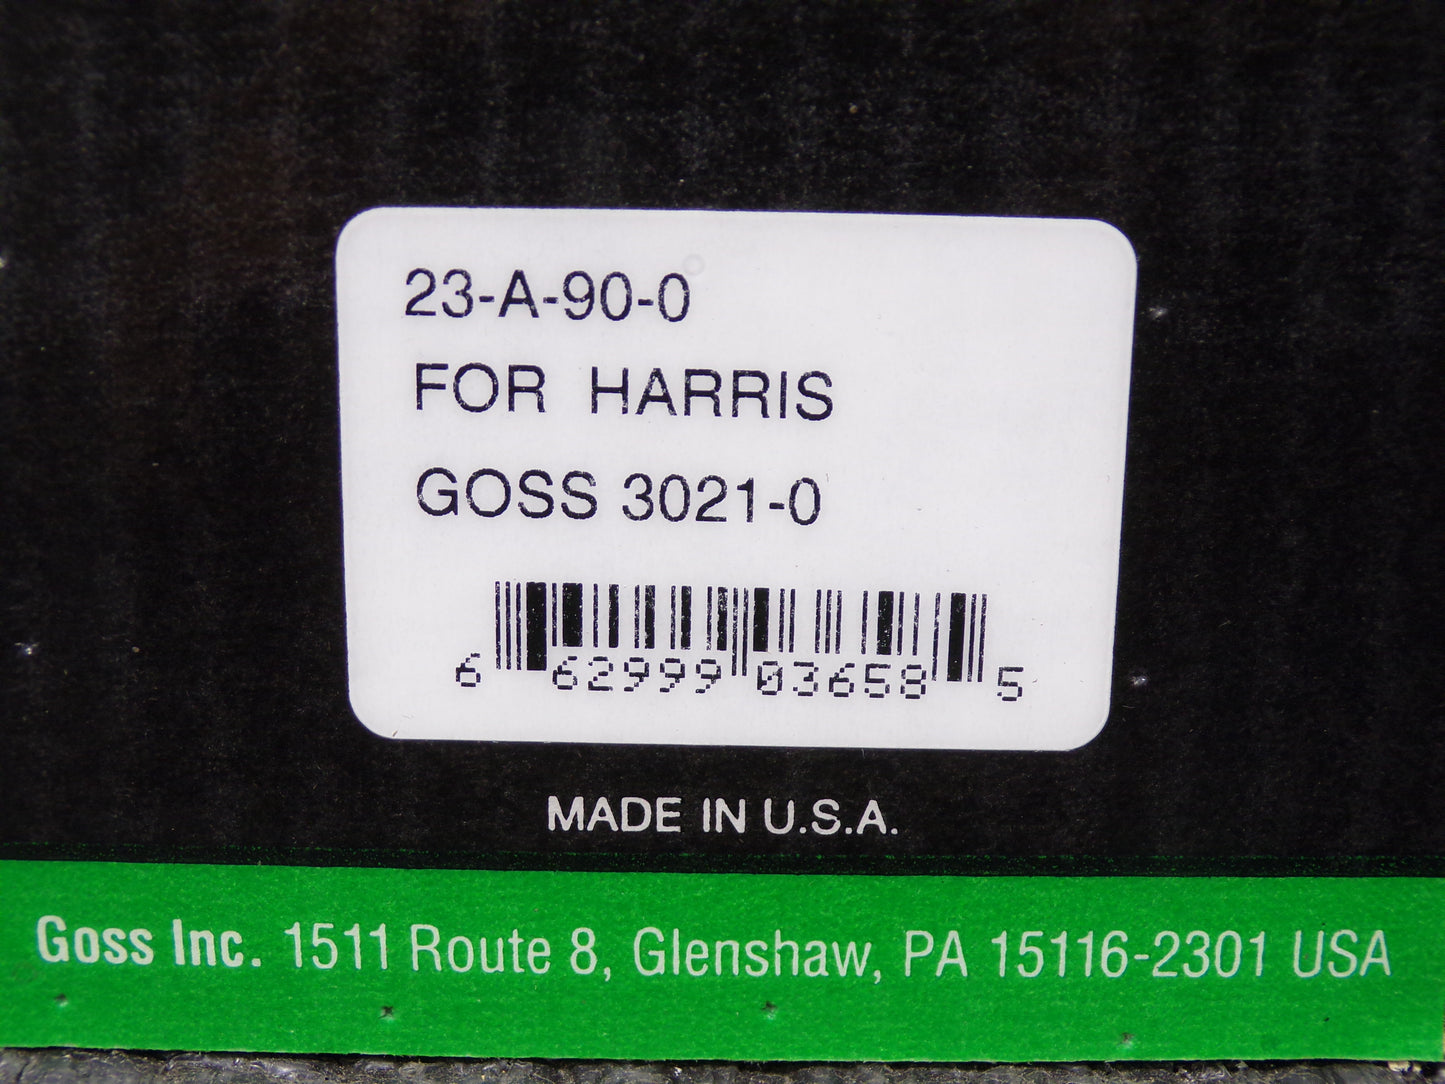 23-A-90-0
FOR HARRIS
GOSS 3021-0
6 62999 03658 5
MADE IN U.S.A.
Goss Inc. 1511 Route 8, Glenshaw, PA 15116-2301 USA